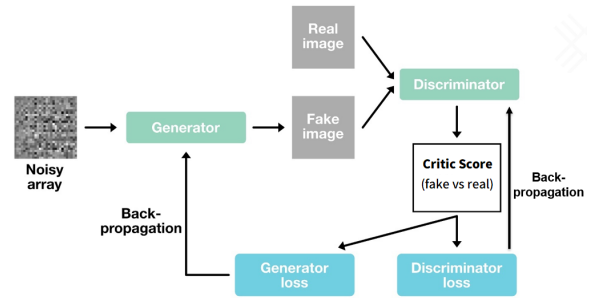 Real
image
Discriminator
Noisy
array
Generator
Fake
image
Critic Score
(fake vs real)
Back-
propagation
Back-
propagation
Generator
loss
Discriminator
loss